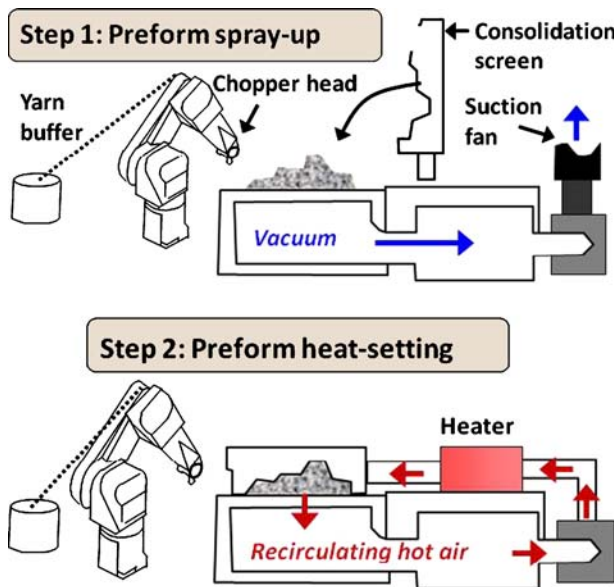 Step 1: Preform spray-up
Consolidation
screen
Chopper head
Yarn
buffer
Suction
fan
Vacuum
Step 2: Preform heat-setting
Heater
Recirculating hot air